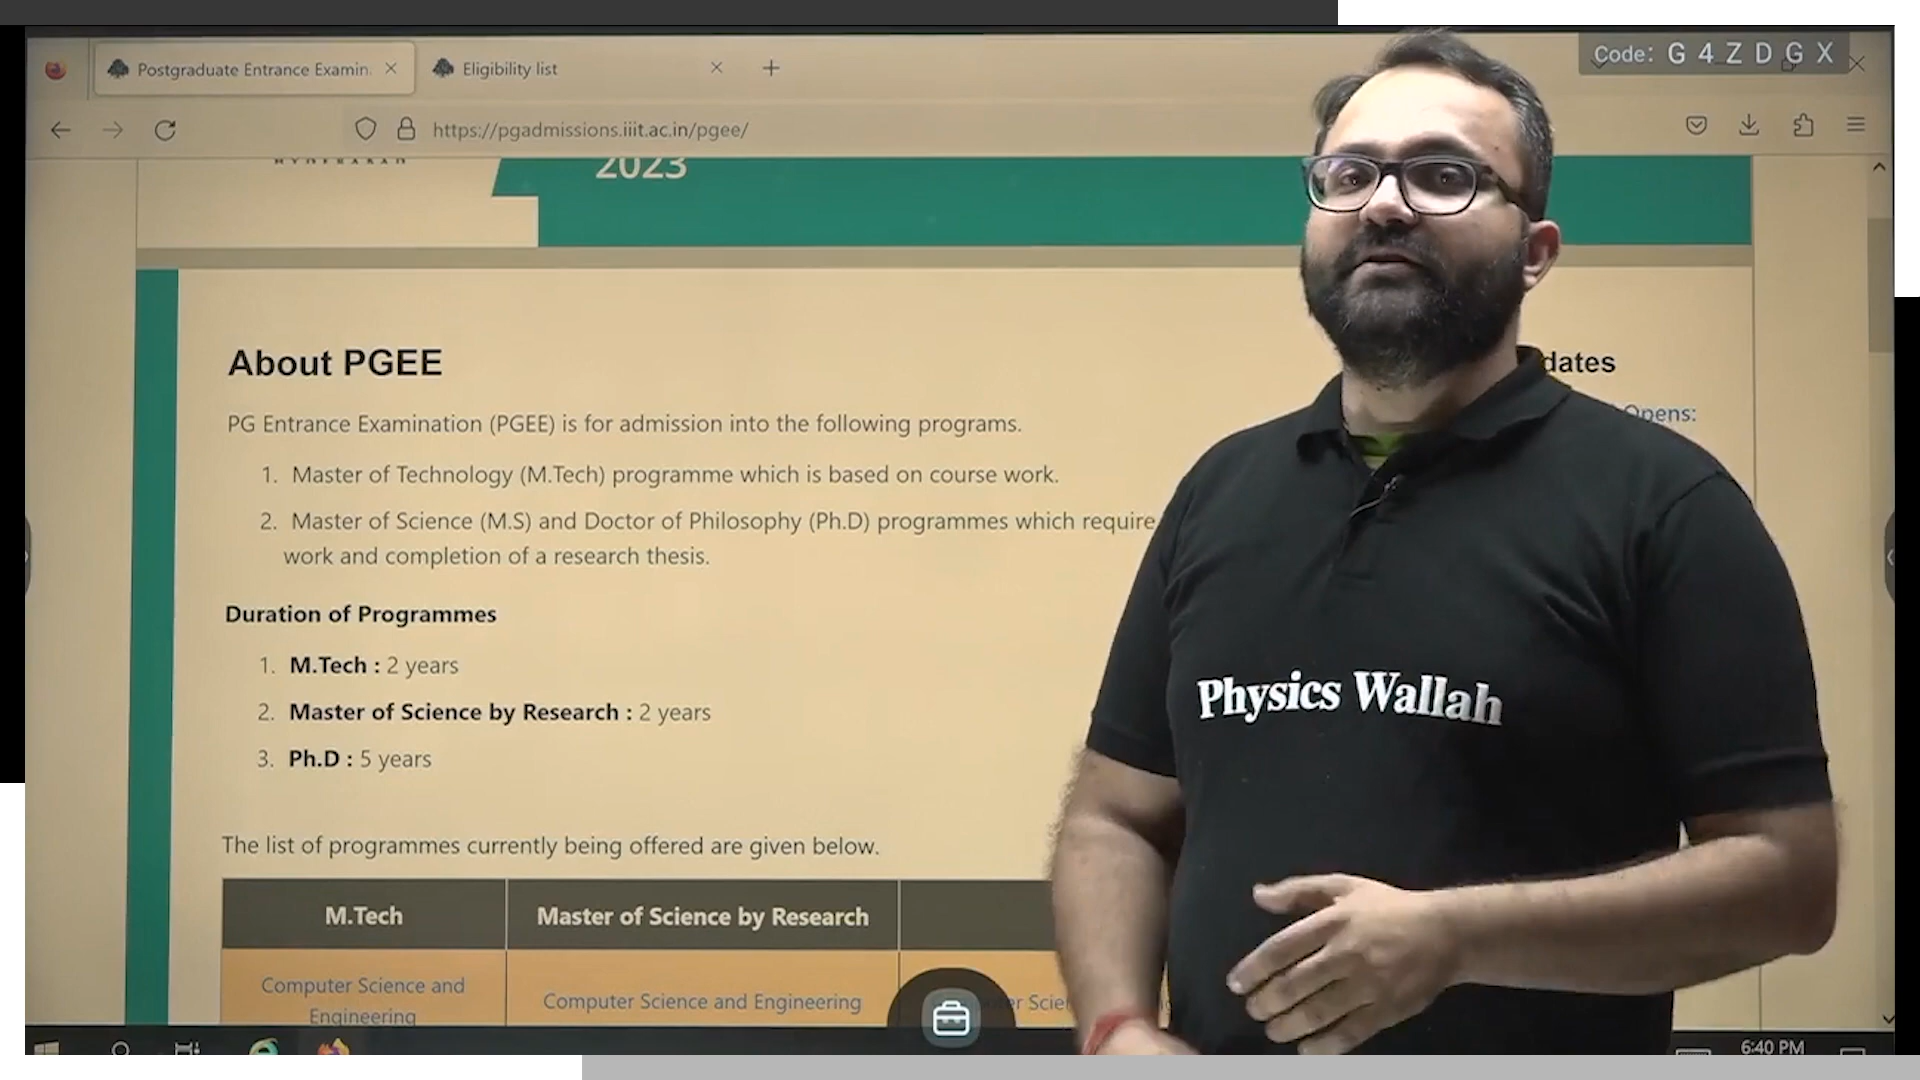 Postgraduate Entrance Examin
Eligibility list
Code: G 4 Z D G X
https://pgadmissions.iiit.ac.in/pgee/
2023
About PGEE
dates
PG Entrance Examination (PGEE) is for admission into the following programs.
Opens:
1. Master of Technology (M.Tech) programme which is based on course work.
2. Master of Science (M.S) and Doctor of Philosophy (Ph.D) programmes which require
work and completion of a research thesis.
Duration of Programmes
1. M.Tech : 2 years
2. Master of Science by Research : 2 years
3. Ph.D : 5 years
Physics Wallah
The list of programmes currently being offered are given below.
M.Tech
Master of Science by Research
Computer Science and
Engineering
Computer Science and Engineering
6:40 PM